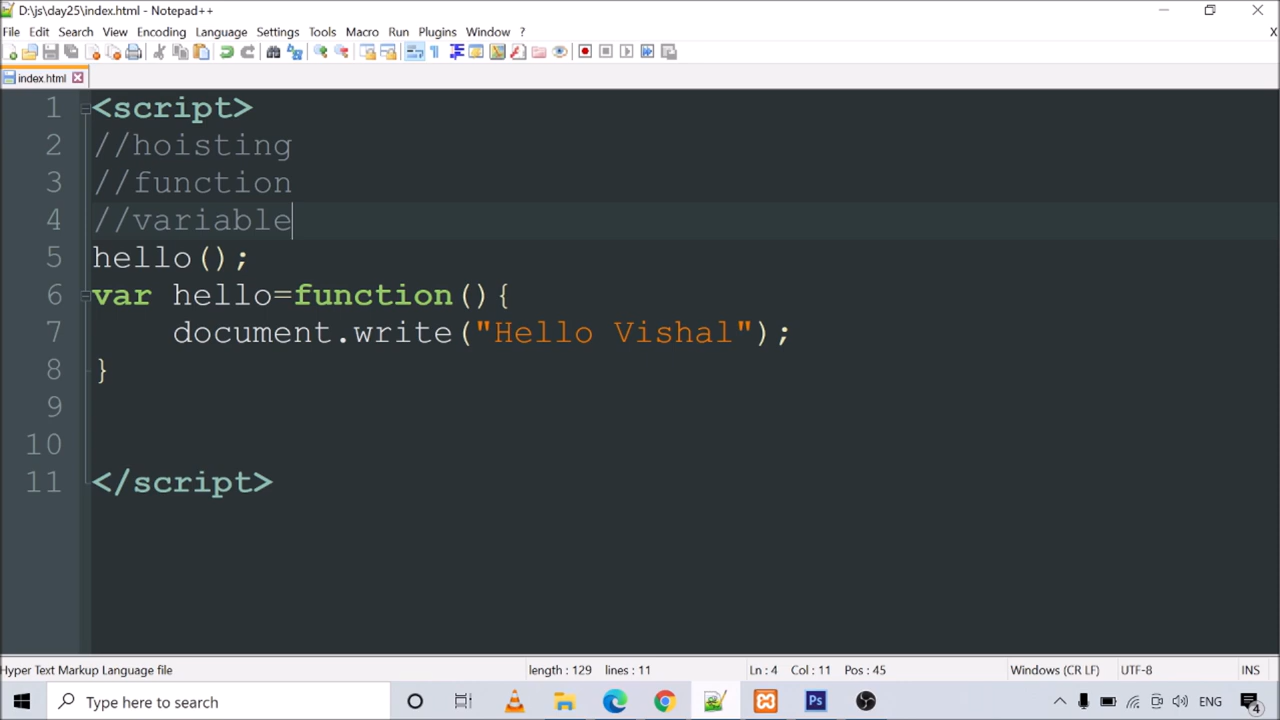 D:\js\day25\index.html - Notepad++
File Edit Search View Encoding Language Settings Tools Macro Run Plugins Window ? X
index.html
1 <script>
2 //hoisting
3 //function
4 //variable
5 hello();
6 var hello=function(){
7 document.write("Hello Vishal");
8 }
9
10
11 </script>
Hyper Text Markup Language file length : 129 lines : 11 Ln : 4 Col : 11 Pos : 45 Windows (CR LF) UTF-8 INS
Type here to search Ps ENG 4